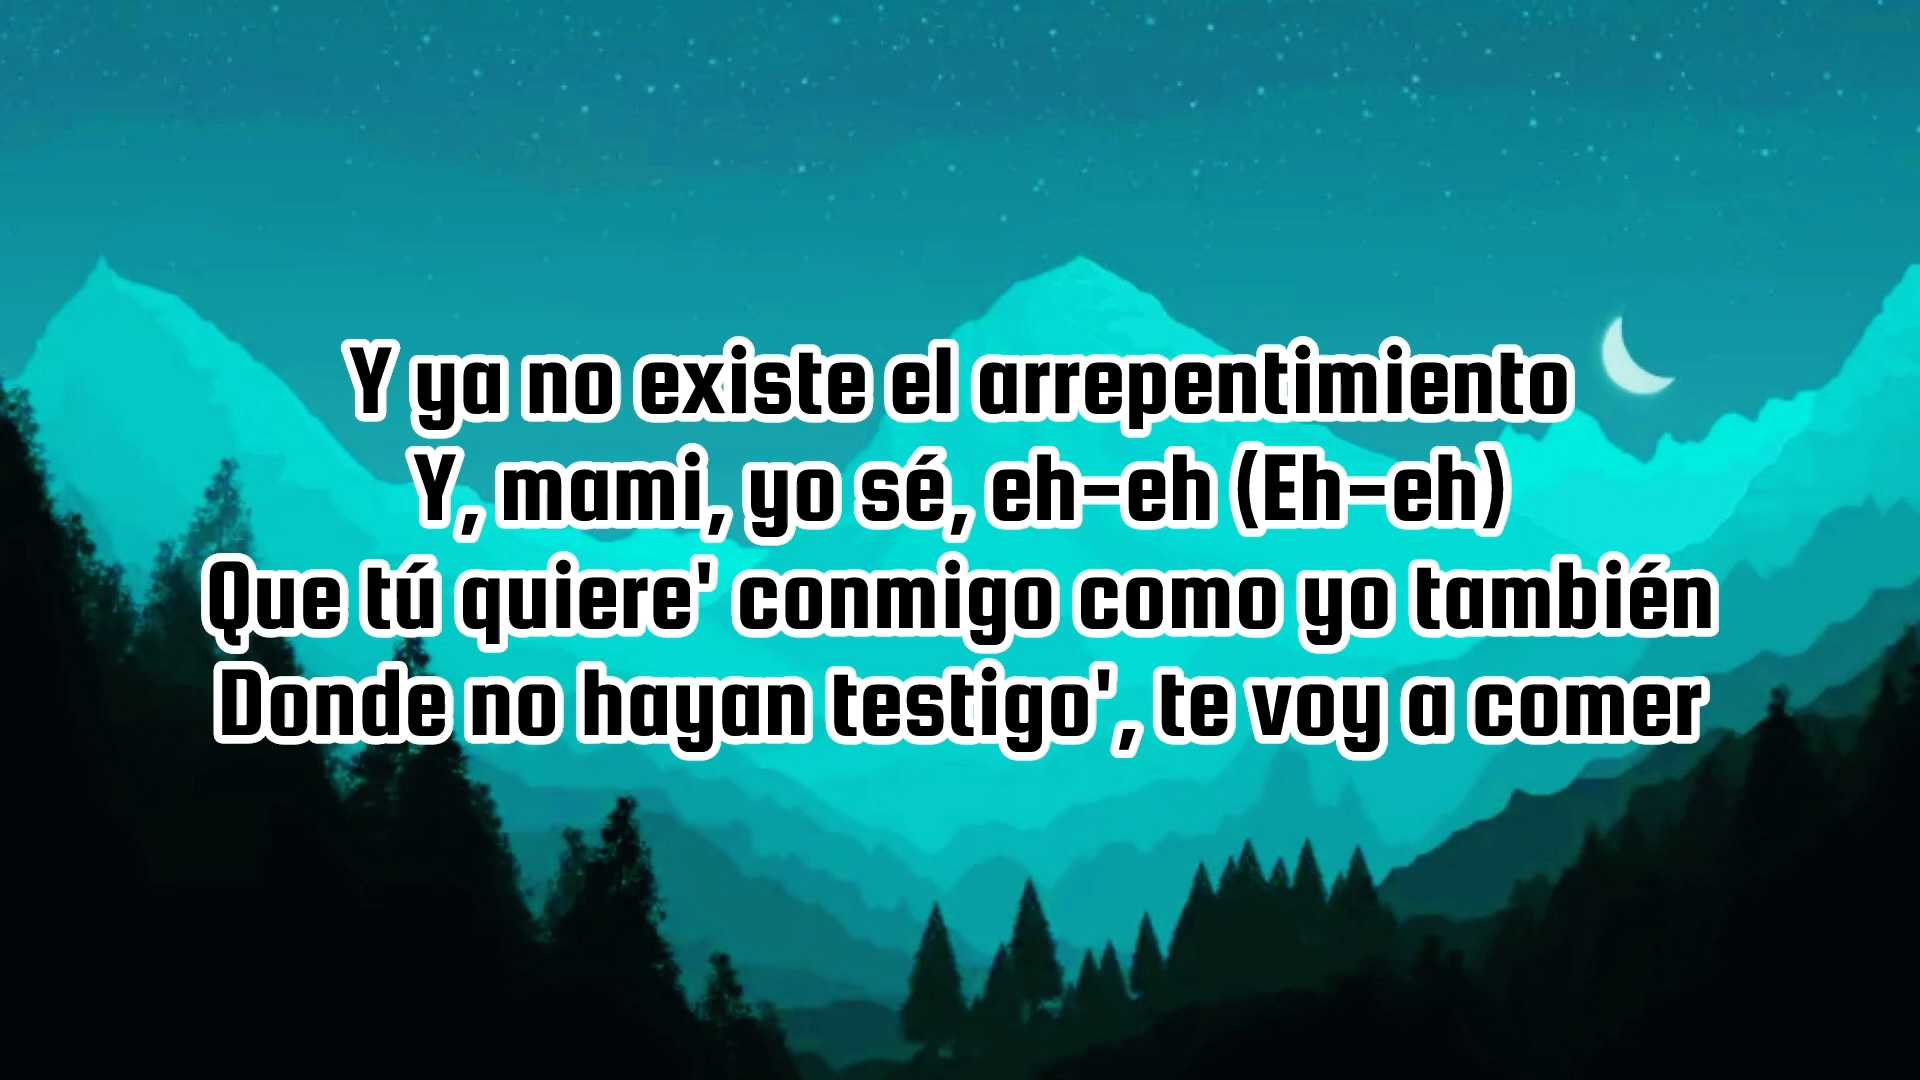 Y ya no existe el arrepentimiento
Y, mami, yo sé, eh-eh (Eh-eh)
Que tú quiere' conmigo como yo también
Donde no hayan testigo', te voy a comer